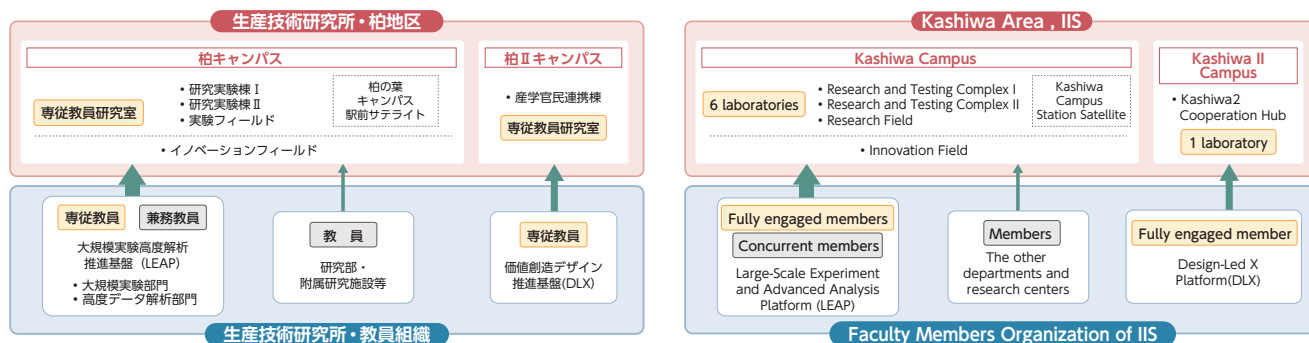 生産技術研究所・柏地区
柏キャンパス
専従教員研究室
・研究実験棟Ⅰ
・研究実験棟Ⅱ
・実験フィールド
柏の葉
キャンパス
駅前サテライト
・イノベーションフィールド
柏Ⅱキャンパス
・産学官民連携棟
専従教員研究室
専従教員
兼務教員
大規模実験高度解析
推進基盤（LEAP）
・大規模実験部門
・高度データ解析部門
教 員
研究部・
附属研究施設等
専従教員
価値創造デザイン
推進基盤(DLX)
生産技術研究所・教員組織
Kashiwa Area , IIS
Kashiwa Campus
6 laboratories
• Research and Testing Complex I
• Research and Testing Complex II
• Research Field
Kashiwa
Campus
Station Satellite
• Innovation Field
Kashiwa II
Campus
• Kashiwa2
Cooperation Hub
1 laboratory
Fully engaged members
Concurrent members
Large-Scale Experiment
and Advanced Analysis
Platform (LEAP)
Members
The other
departments and
research centers
Fully engaged member
Design-Led X
Platform(DLX)
Faculty Members Organization of IIS